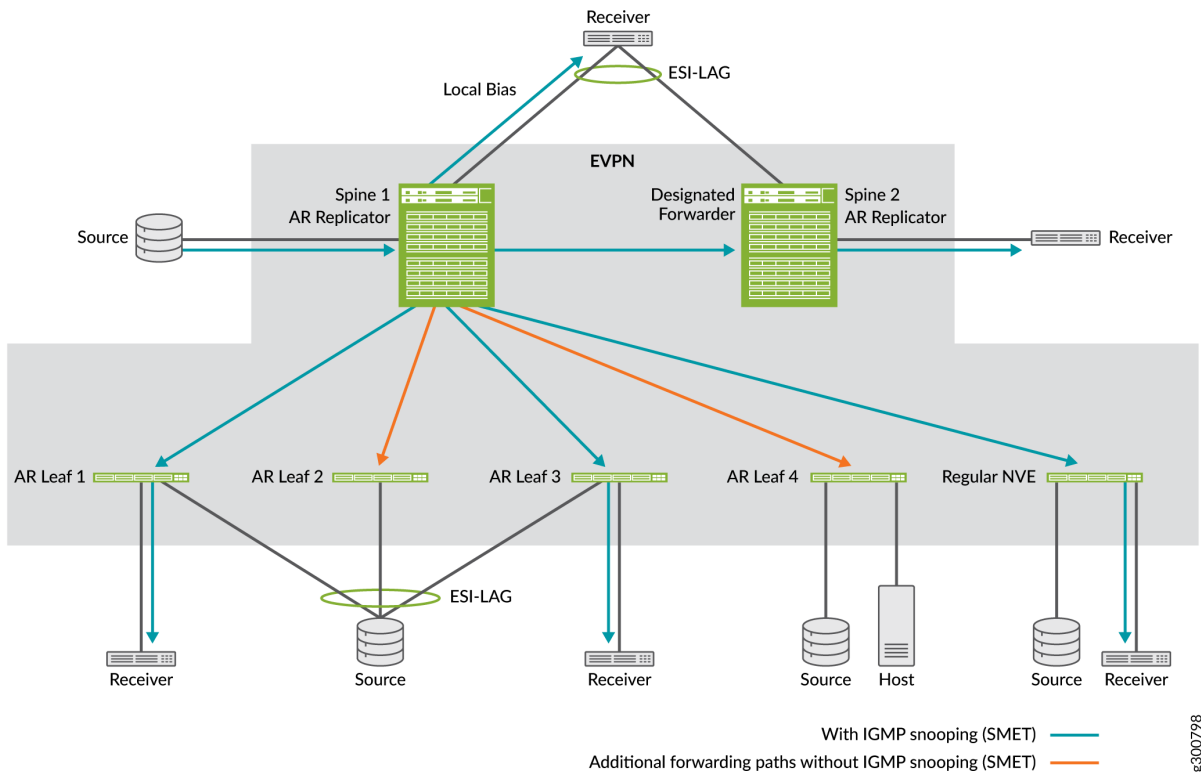 Receiver
ESI-LAG
Local Bias
EVPN
Spine 1
AR Replicator
Designated
Forwarder
Spine 2
AR Replicator
Source
Receiver
AR Leaf 1
AR Leaf 2
AR Leaf 3
AR Leaf 4
Regular NVE
ESI-LAG
Receiver
Source
Receiver
Source
Host
Source
Receiver
With IGMP snooping (SMET)
Additional forwarding paths without IGMP snooping (SMET)
g300798